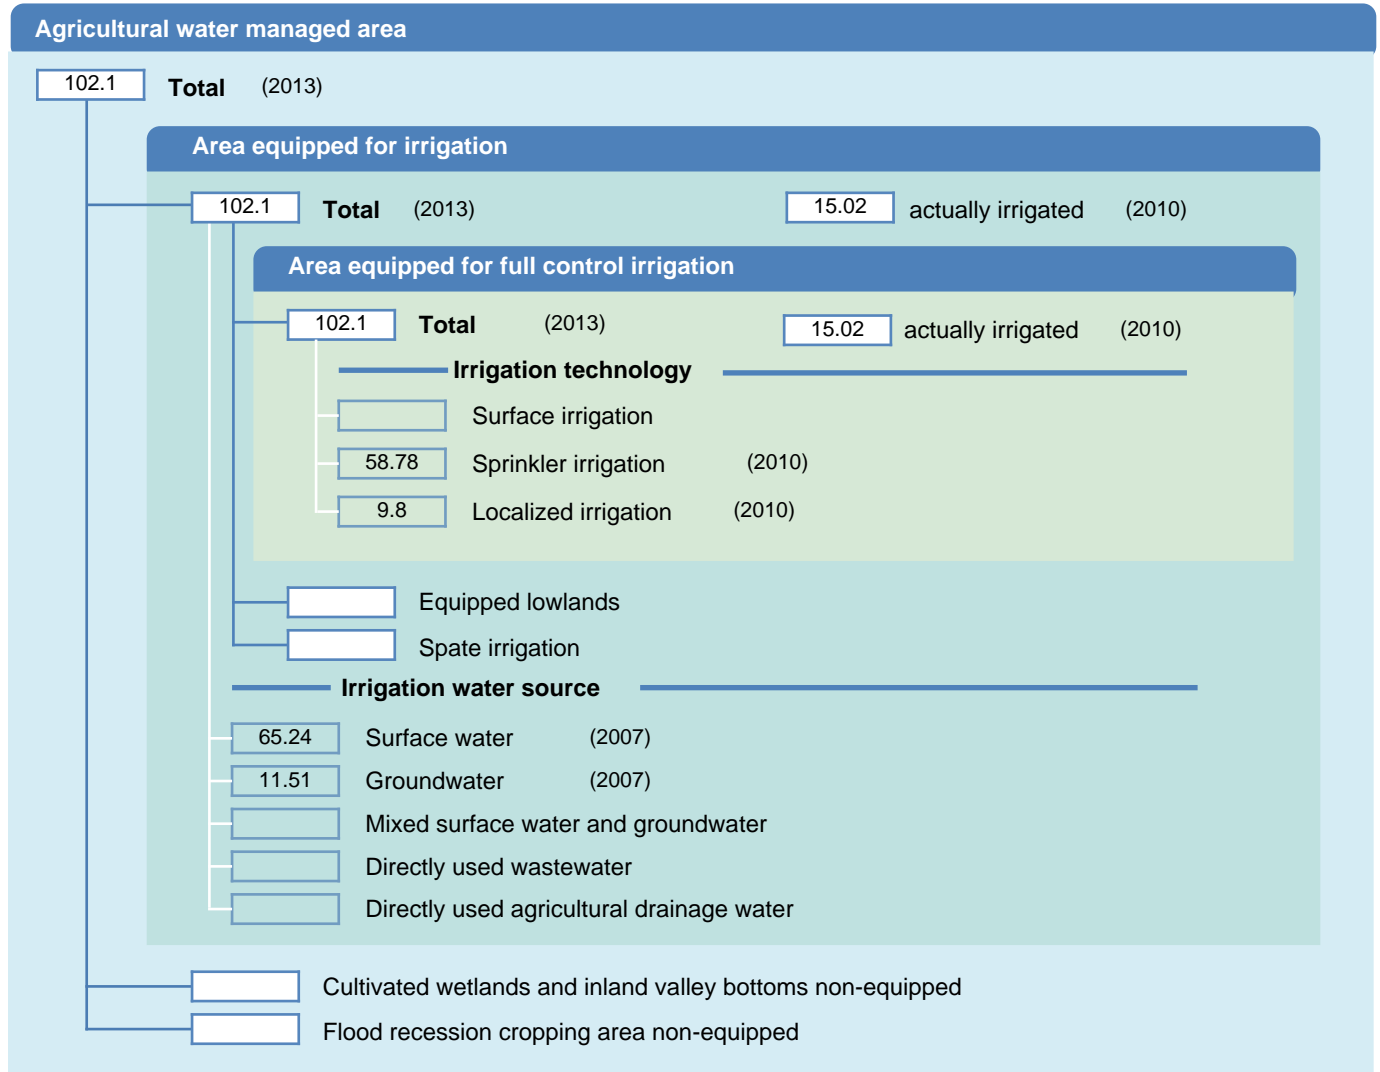 Agricultural water managed area
102.1 Total (2013)
Area equipped for irrigation
102.1 Total (2013) 15.02 actually irrigated (2010)
Area equipped for full control irrigation
102.1 Total (2013) 15.02 actually irrigated (2010)
Irrigation technology
Surface irrigation
58.78 Sprinkler irrigation (2010)
9.8 Localized irrigation (2010)
Equipped lowlands
Spate irrigation
Irrigation water source
65.24 Surface water (2007)
11.51 Groundwater (2007)
Mixed surface water and groundwater
Directly used wastewater
Directly used agricultural drainage water
Cultivated wetlands and inland valley bottoms non-equipped
Flood recession cropping area non-equipped